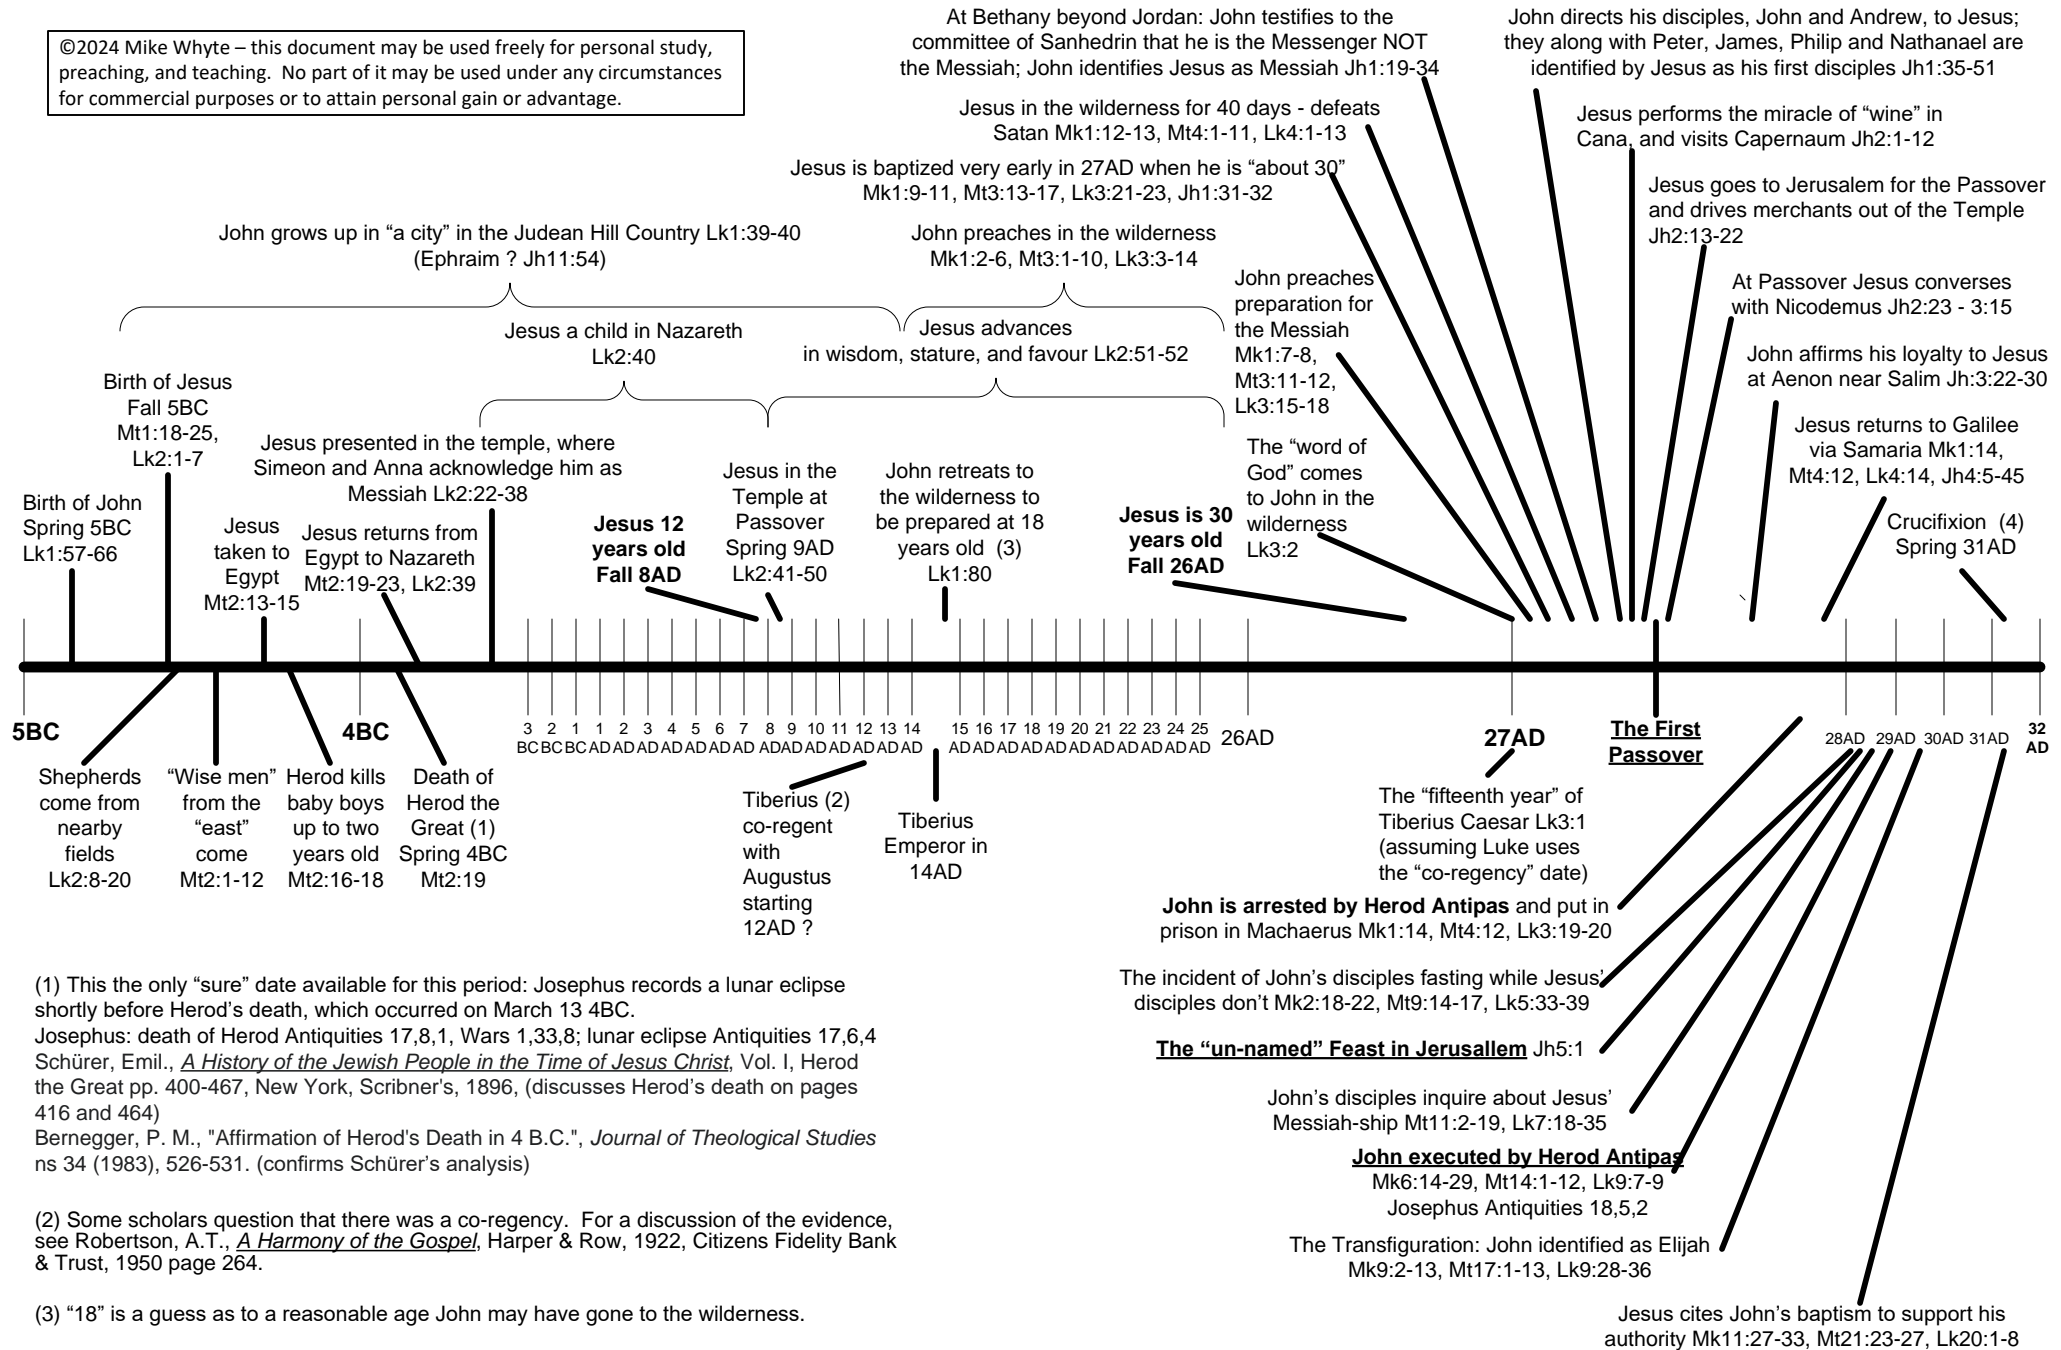 ©2024 Mike Whyte – this document may be used freely for personal study,
preaching, and teaching.  No part of it may be used under any circumstances
for commercial purposes or to attain personal gain or advantage.
At Bethany beyond Jordan: John testifies to the
committee of Sanhedrin that he is the Messenger NOT
the Messiah; John identifies Jesus as Messiah Jh1:19-34
John directs his disciples, John and Andrew, to Jesus;
they along with Peter, James, Philip and Nathanael are
identified by Jesus as his first disciples Jh1:35-51
Jesus in the wilderness for 40 days - defeats
Satan Mk1:12-13, Mt4:1-11, Lk4:1-13
Jesus performs the miracle of “wine” in
Cana, and visits Capernaum Jh2:1-12
Jesus is baptized very early in 27AD when he is “about 30”
Mk1:9-11, Mt3:13-17, Lk3:21-23, Jh1:31-32
Jesus goes to Jerusalem for the Passover
and drives merchants out of the Temple
Jh2:13-22
John grows up in “a city” in the Judean Hill Country Lk1:39-40
(Ephraim ? Jh11:54)
John preaches in the wilderness
Mk1:2-6, Mt3:1-10, Lk3:3-14
John preaches
preparation for
the Messiah
Mk1:7-8,
Mt3:11-12,
Lk3:15-18
At Passover Jesus converses
with Nicodemus Jh2:23 - 3:15
Jesus a child in Nazareth
Lk2:40
Jesus advances
in wisdom, stature, and favour Lk2:51-52
John affirms his loyalty to Jesus
at Aenon near Salim Jh:3:22-30
Birth of Jesus
Fall 5BC
Mt1:18-25,
Lk2:1-7
Jesus returns to Galilee
via Samaria Mk1:14,
Mt4:12, Lk4:14, Jh4:5-45
Jesus presented in the temple, where
Simeon and Anna acknowledge him as
Messiah Lk2:22-38
The “word of
God” comes
to John in the
wilderness
Lk3:2
Birth of John
Spring 5BC
Lk1:57-66
Jesus
taken to
Egypt
Mt2:13-15
Jesus returns from
Egypt to Nazareth
Mt2:19-23, Lk2:39
Jesus 12
years old
Fall 8AD
Jesus in the
Temple at
Passover
Spring 9AD
Lk2:41-50
John retreats to
the wilderness to
be prepared at 18
years old  (3)
Lk1:80
Jesus is 30
years old
Fall 26AD
Crucifixion  (4)
Spring 31AD
5BC
4BC
3 BC
2 BC
1 BC
1 AD
2 AD
3 AD
4 AD
5 AD
6 AD
7 AD
8 AD
9 AD
10 AD
11 AD
12 AD
13 AD
14 AD
15 AD
16 AD
17 AD
18 AD
19 AD
20 AD
21 AD
22 AD
23 AD
24 AD
25 AD
26AD
27AD
The First
Passover
28AD
29AD
30AD
31AD
32
AD
Shepherds
come from
nearby
fields
Lk2:8-20
“Wise men”
from the
“east”
come
Mt2:1-12
Herod kills
baby boys
up to two
years old
Mt2:16-18
Death of
Herod the
Great (1)
Spring 4BC
Mt2:19
Tiberius (2)
co-regent
with
Augustus
starting
12AD ?
Tiberius
Emperor in
14AD
The “fifteenth year” of
Tiberius Caesar Lk3:1
(assuming Luke uses
the “co-regency” date)
John is arrested by Herod Antipas and put in
prison in Machaerus Mk1:14, Mt4:12, Lk3:19-20
The incident of John’s disciples fasting while Jesus’
disciples don’t Mk2:18-22, Mt9:14-17, Lk5:33-39
The “un-named” Feast in Jerusallem Jh5:1
John’s disciples inquire about Jesus’
Messiah-ship Mt11:2-19, Lk7:18-35
John executed by Herod Antipas
Mk6:14-29, Mt14:1-12, Lk9:7-9
Josephus Antiquities 18,5,2
The Transfiguration: John identified as Elijah
Mk9:2-13, Mt17:1-13, Lk9:28-36
Jesus cites John’s baptism to support his
authority Mk11:27-33, Mt21:23-27, Lk20:1-8
(1) This the only “sure” date available for this period: Josephus records a lunar eclipse
shortly before Herod’s death, which occurred on March 13 4BC.
Josephus: death of Herod Antiquities 17,8,1, Wars 1,33,8; lunar eclipse Antiquities 17,6,4
Schürer, Emil., A History of the Jewish People in the Time of Jesus Christ, Vol. I, Herod
the Great pp. 400-467, New York, Scribner's, 1896, (discusses Herod’s death on pages
416 and 464)
Bernegger, P. M., "Affirmation of Herod's Death in 4 B.C.", Journal of Theological Studies
ns 34 (1983), 526-531. (confirms Schürer’s analysis)
(2) Some scholars question that there was a co-regency.  For a discussion of the evidence,
see Robertson, A.T., A Harmony of the Gospel, Harper & Row, 1922, Citizens Fidelity Bank
& Trust, 1950 page 264.
(3) “18” is a guess as to a reasonable age John may have gone to the wilderness.